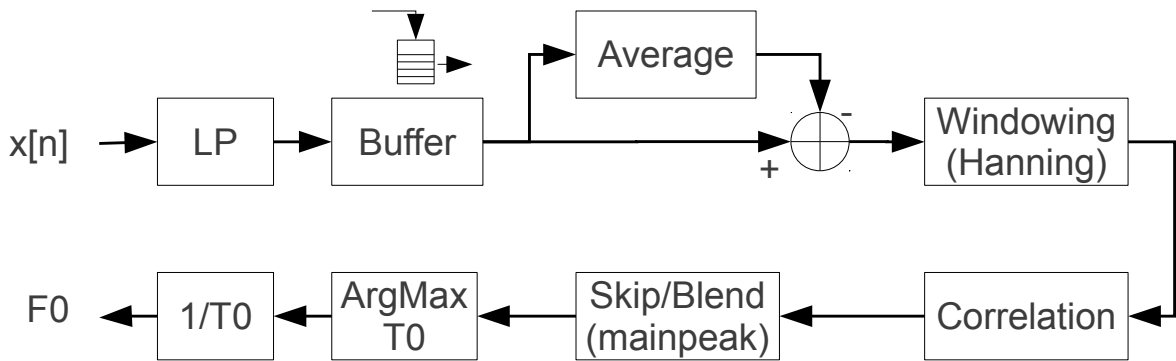 Average
x[n]
LP
Buffer
+
-
Windowing
(Hanning)
F0
1/T0
ArgMax
T0
Skip/Blend
(mainpeak)
Correlation